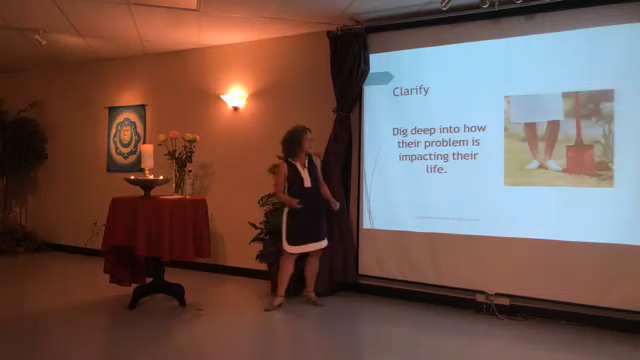 Clarify
Dig deep into how
their problem is
impacting their
life.